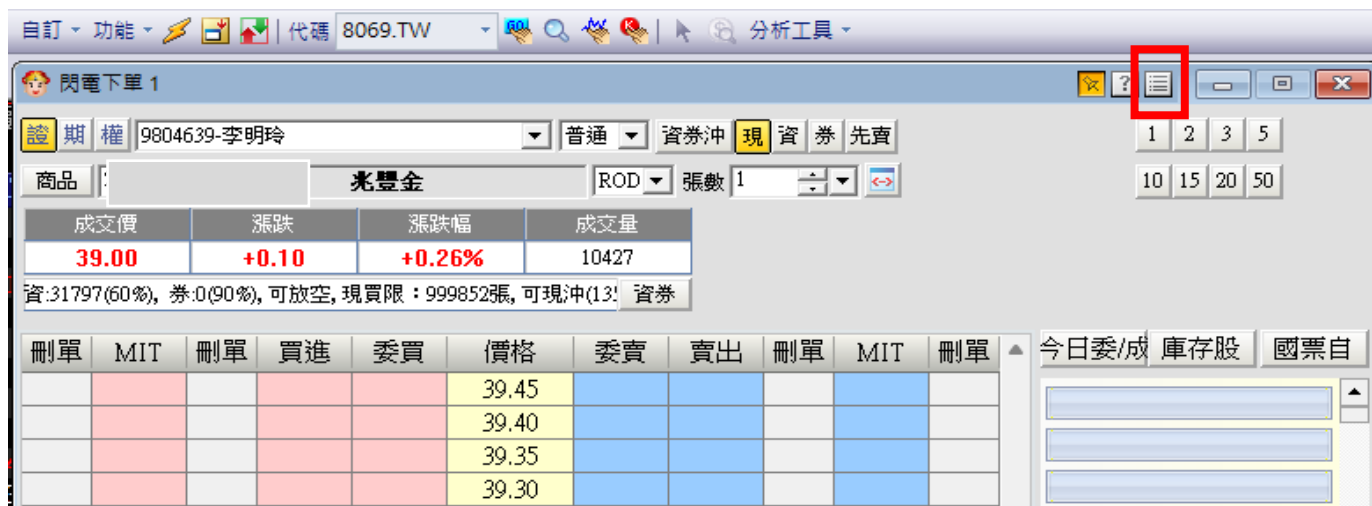 自訂 功能 代碼 8069.TW 分析工具
閃電下單 1
證 期 權 9804639-李明玲 普通 資券沖 現 資 券 先賣 1 2 3 5
商品 兆豐金 ROD 張數 1 10 15 20 50
成交價 漲跌 漲跌幅 成交量
39.00 +0.10 +0.26% 10427
資:31797(60%), 券:0(90%), 可放空, 現買限：999852張, 可現沖(13 資券
刪單 MIT 刪單 買進 委買 價格 委賣 賣出 刪單 MIT 刪單 今日委/成 庫存股 國票自
39.45
39.40
39.35
39.30